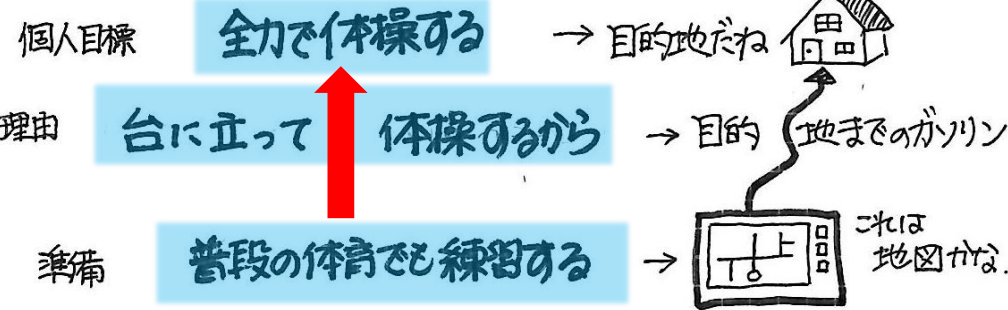 個人目標 全力で体操する → 目的地だね
理由 台に立って 体操するから → 目的 地までのガソリン
準備 普段の体育でも練習する → これは
地図かな。